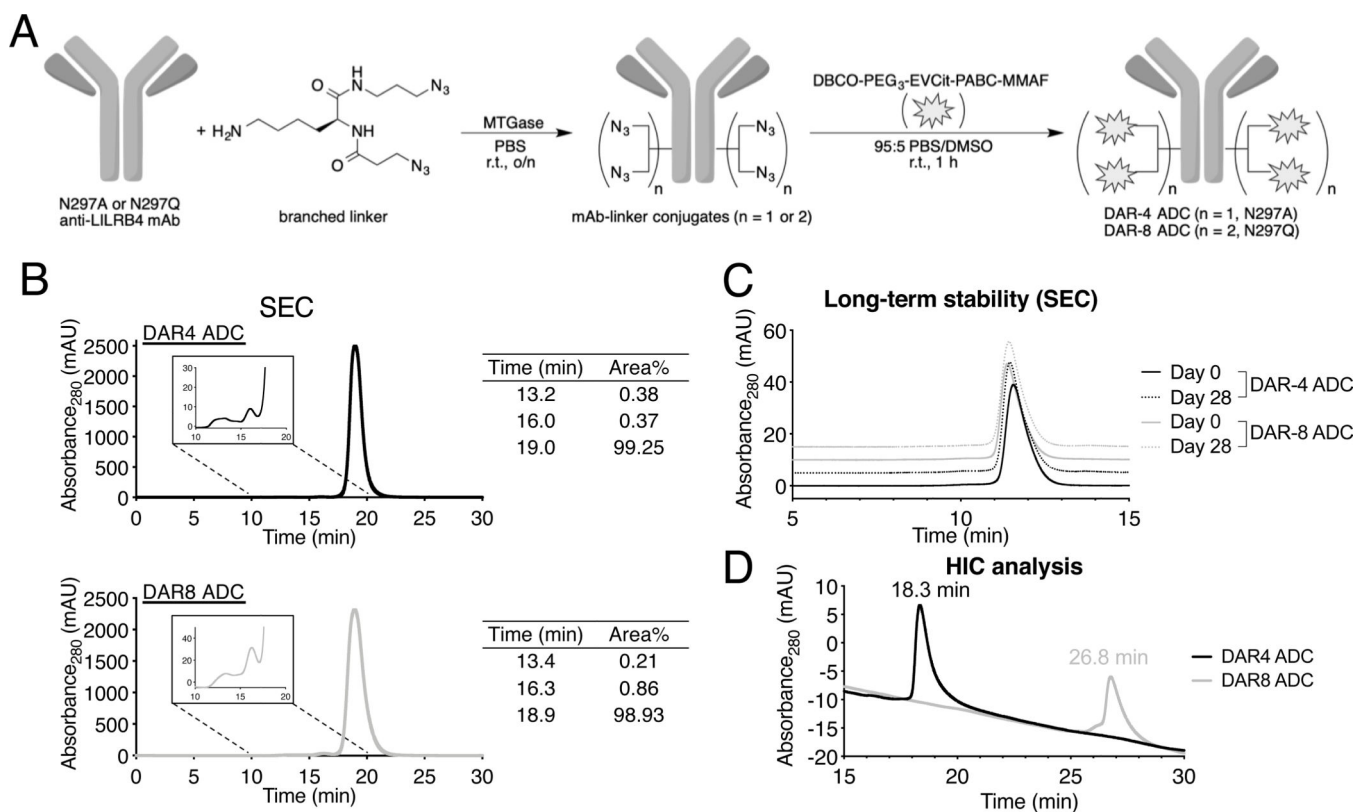 A
H₂N
O
N
H
N₃
NH
O
N₃
+
N297A or N297Q
anti-LILRB4 mAb
branched linker
MTGase
PBS
r.t., o/n
N₃
N₃
n
N₃
N₃
n
mAb-linker conjugates (n = 1 or 2)
DBCO-PEG₃-EVCit-PABC-MMAF
95:5 PBS/DMSO
r.t., 1 h
n
n
DAR-4 ADC (n = 1, N297A)
DAR-8 ADC (n = 2, N297Q)
B
SEC
DAR4 ADC
Absorbance₂₈₀ (mAU)
2500
2000
1500
1000
500
0
0 5 10 15 20 25 30
Time (min)
30
20
10
0
10 15 20
Time (min) Area%
13.2 0.38
16.0 0.37
19.0 99.25
DAR8 ADC
Absorbance₂₈₀ (mAU)
2500
2000
1500
1000
500
0
0 5 10 15 20 25 30
Time (min)
40
20
0
10 15 20
Time (min) Area%
13.4 0.21
16.3 0.86
18.9 98.93
C
Long-term stability (SEC)
Absorbance₂₈₀ (mAU)
60
40
20
0
5 10 15
Time (min)
Day 0
Day 28
DAR-4 ADC
Day 0
Day 28
DAR-8 ADC
D
HIC analysis
18.3 min
26.8 min
Absorbance₂₈₀ (mAU)
10
5
0
-5
-10
-15
-20
15 20 25 30
Time (min)
DAR4 ADC
DAR8 ADC